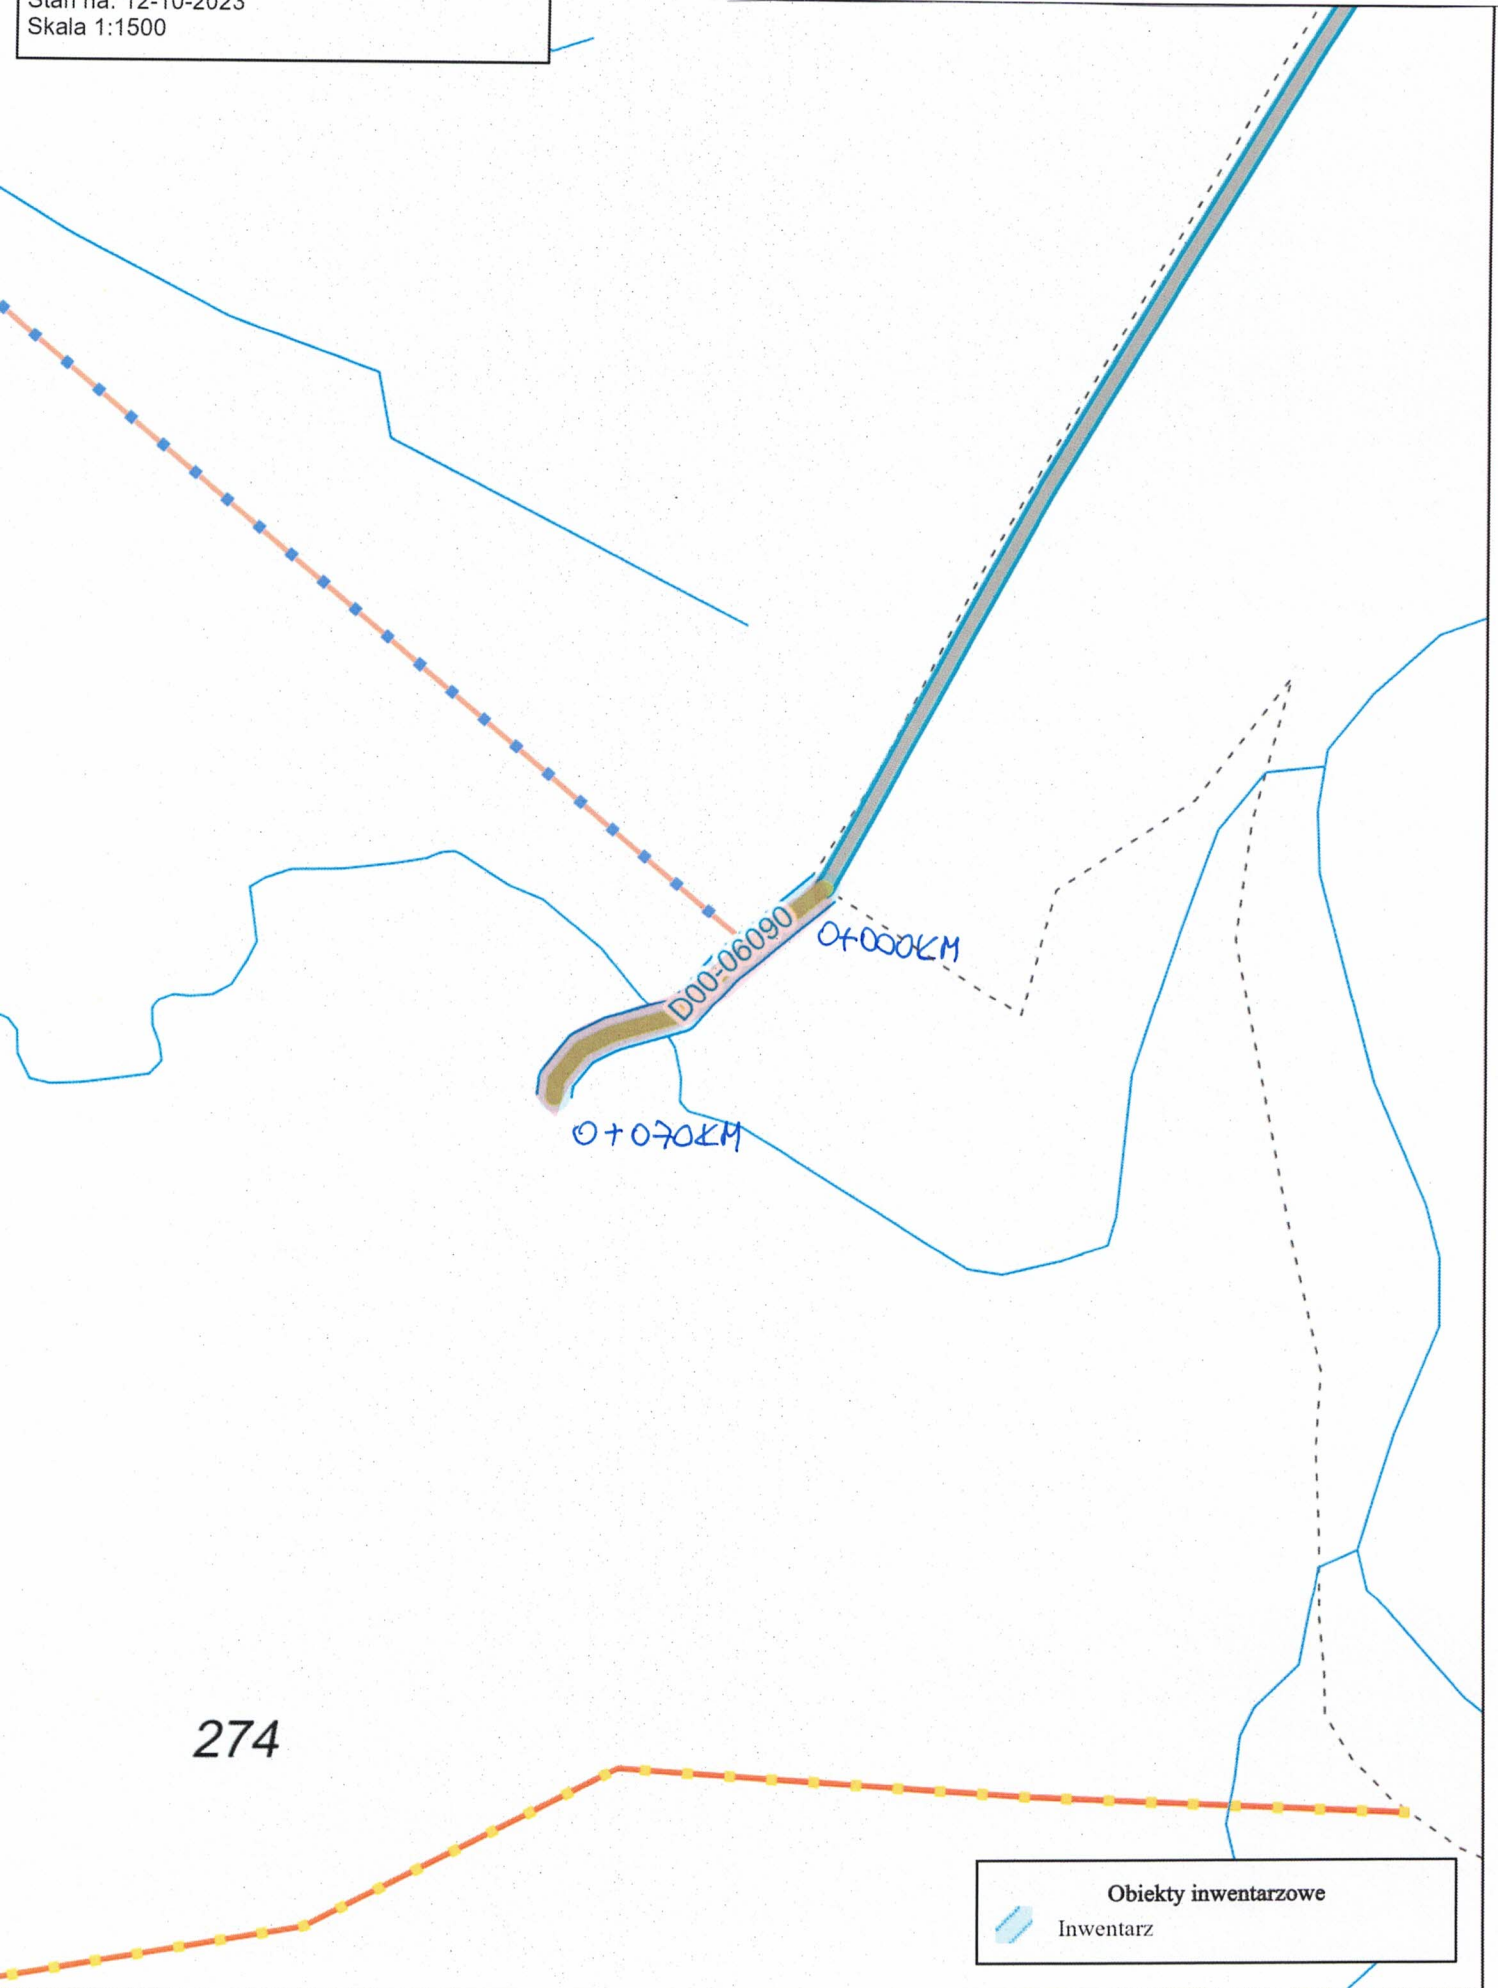 Stan na: 12-10-2023
Skala 1:1500
D00-06090
0+000KM
0+070KM
274
Obiekty inwentarzowe
Inwentarz